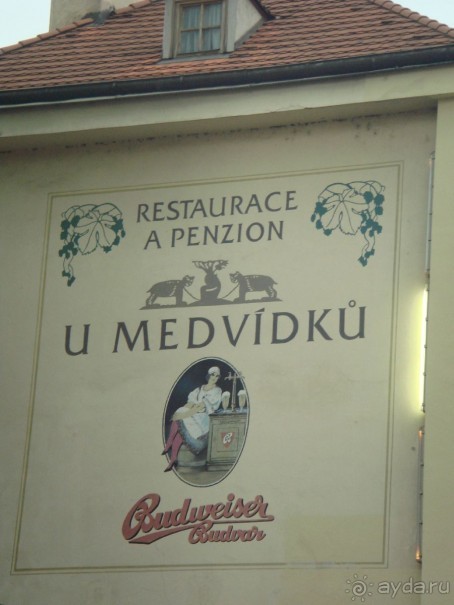 RESTAURACE
A PENZION
U MEDVÍDKŮ
Budweiser
Budvar
ayda.ru